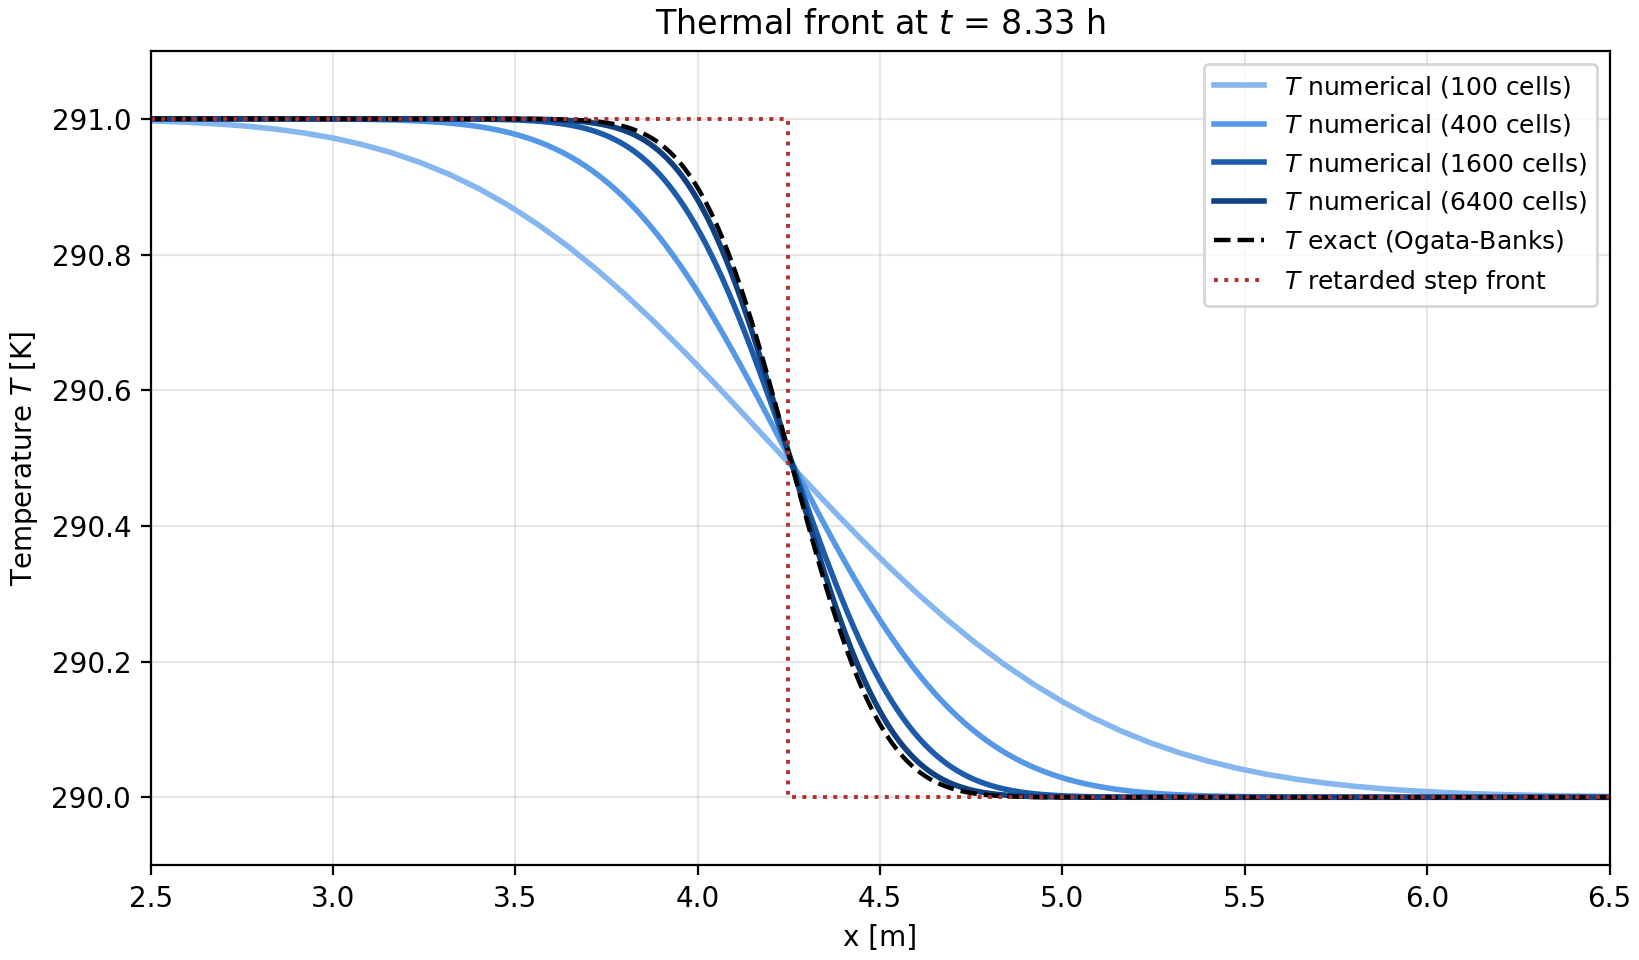 Thermal front at t = 8.33 h
T numerical (100 cells)
T numerical (400 cells)
T numerical (1600 cells)
T numerical (6400 cells)
T exact (Ogata-Banks)
T retarded step front
Temperature T [K]
291.0
290.8
290.6
290.4
290.2
290.0
2.5 3.0 3.5 4.0 4.5 5.0 5.5 6.0 6.5
x [m]